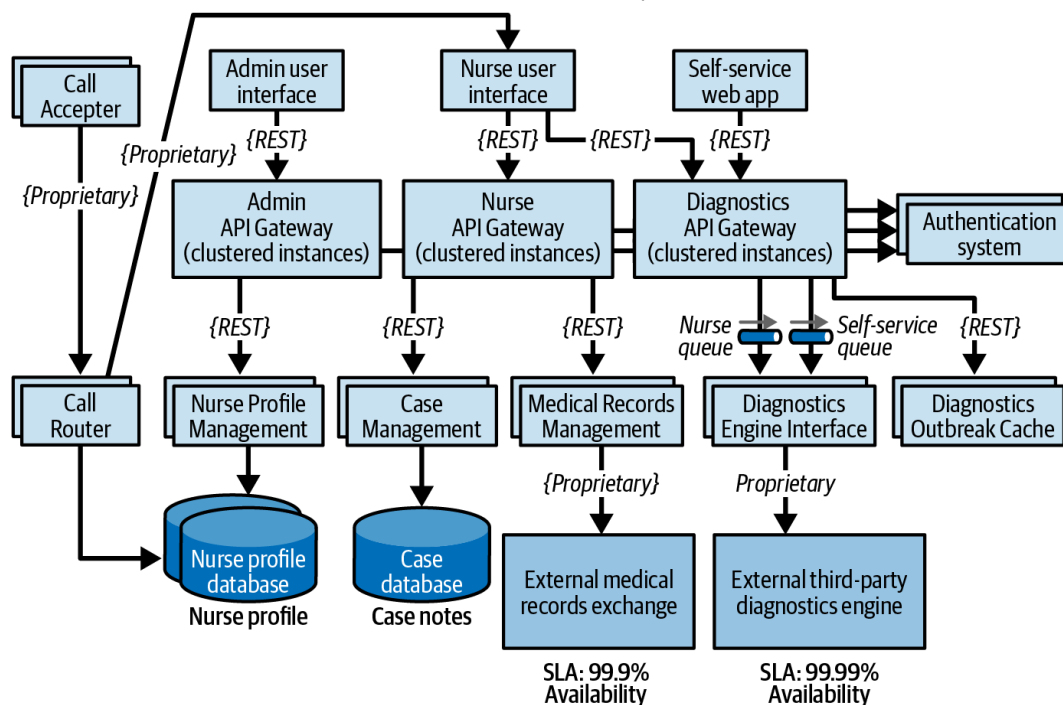 Call
Accepter
Admin user
interface
Nurse user
interface
Self-service
web app
{Proprietary}
{Proprietary}
{REST}
{REST}
{REST}
{REST}
Admin
API Gateway
(clustered instances)
Nurse
API Gateway
(clustered instances)
Diagnostics
API Gateway
(clustered instances)
Authentication
system
{REST}
{REST}
{REST}
Nurse
queue
Self-service
queue
{REST}
Call
Router
Nurse Profile
Management
Case
Management
Medical Records
Management
Diagnostics
Engine Interface
Diagnostics
Outbreak Cache
{Proprietary}
Proprietary
Nurse profile
database
Nurse profile
Case
database
Case notes
External medical
records exchange
External third-party
diagnostics engine
SLA: 99.9%
Availability
SLA: 99.99%
Availability